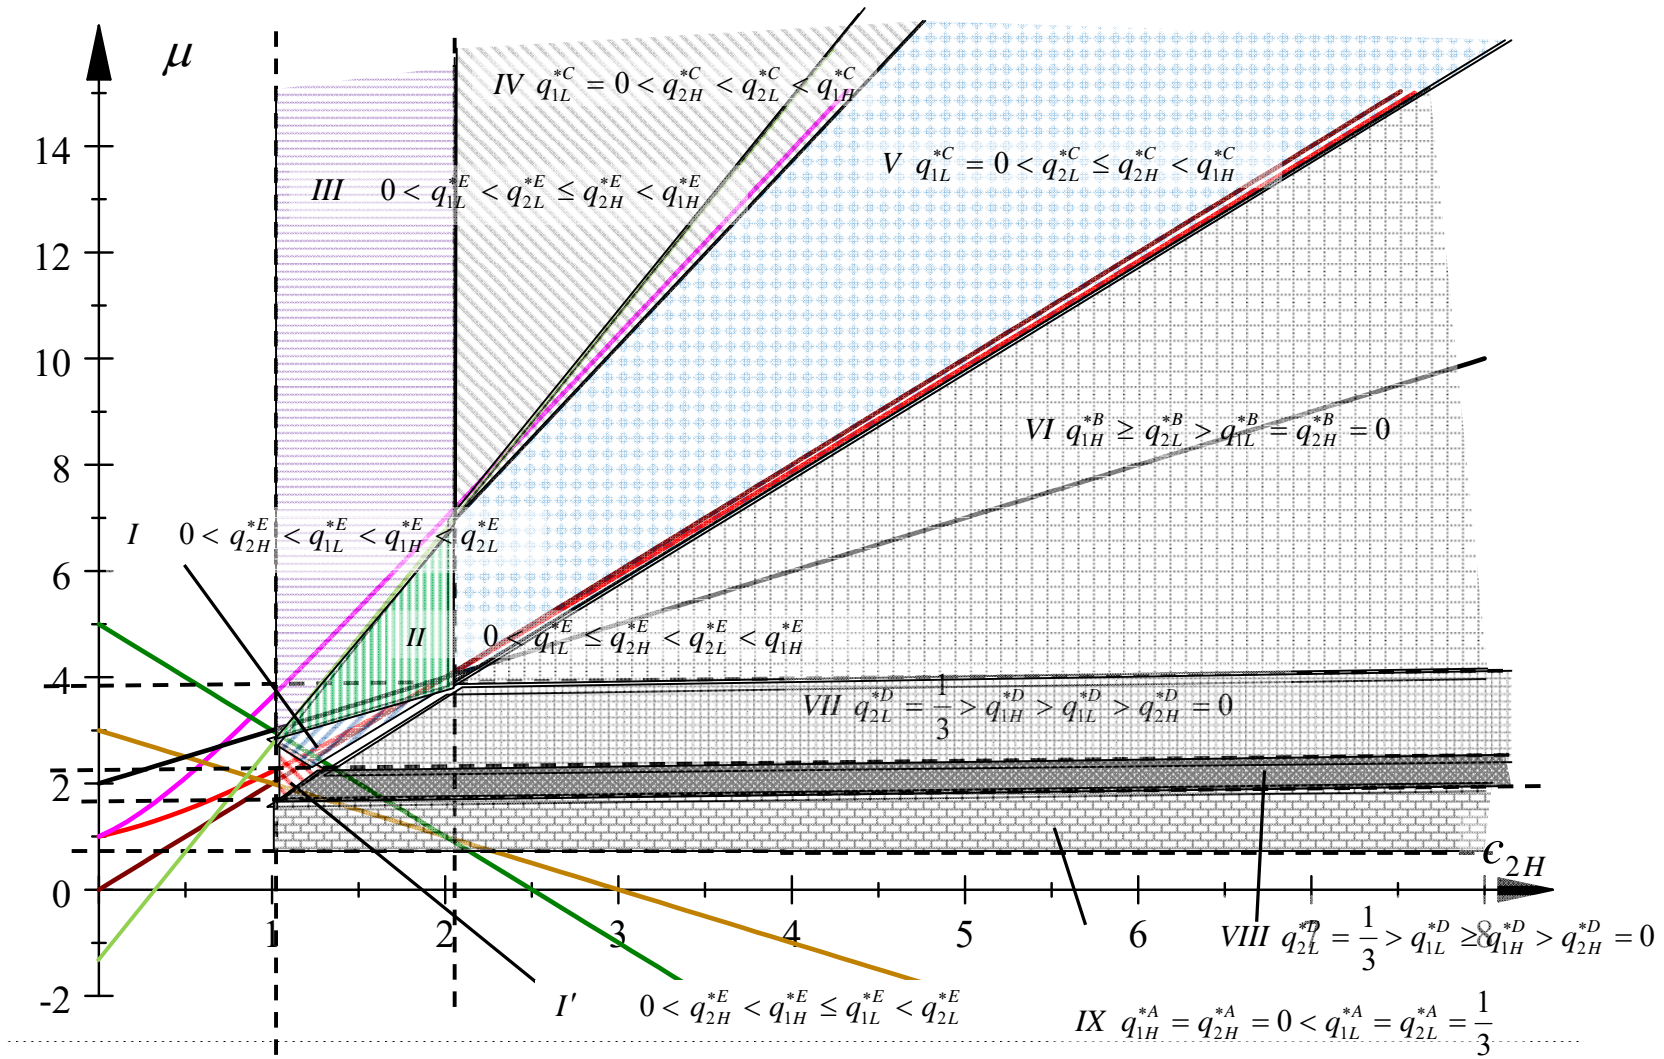 μ
IV q*C1L = 0 < q*C2H < q*C2L < q*C1H
14
V q*C1L = 0 < q*C2L ≤ q*C2H < q*C1H
III 0 < q*E1L < q*E2L ≤ q*E2H < q*E1H
12
10
VI q*B1H ≥ q*B2L > q*B1L = q*B2H = 0
8
I 0 < q*E2H < q*E1L < q*E1H < q*E2L
6
II 0 < q*E1L ≤ q*E2H < q*E2L < q*E1H
4
VII q*D2L = 1/3 > q*D1H > q*D1L > q*D2H = 0
2
c2H
0
1 2 3 4 5 6 7 8
VIII q*D2L = 1/3 > q*D1L ≥ q*D1H > q*D2H = 0
-2
I′ 0 < q*E2H < q*E1H ≤ q*E1L < q*E2L
IX q*A1H = q*A2H = 0 < q*A1L = q*A2L = 1/3